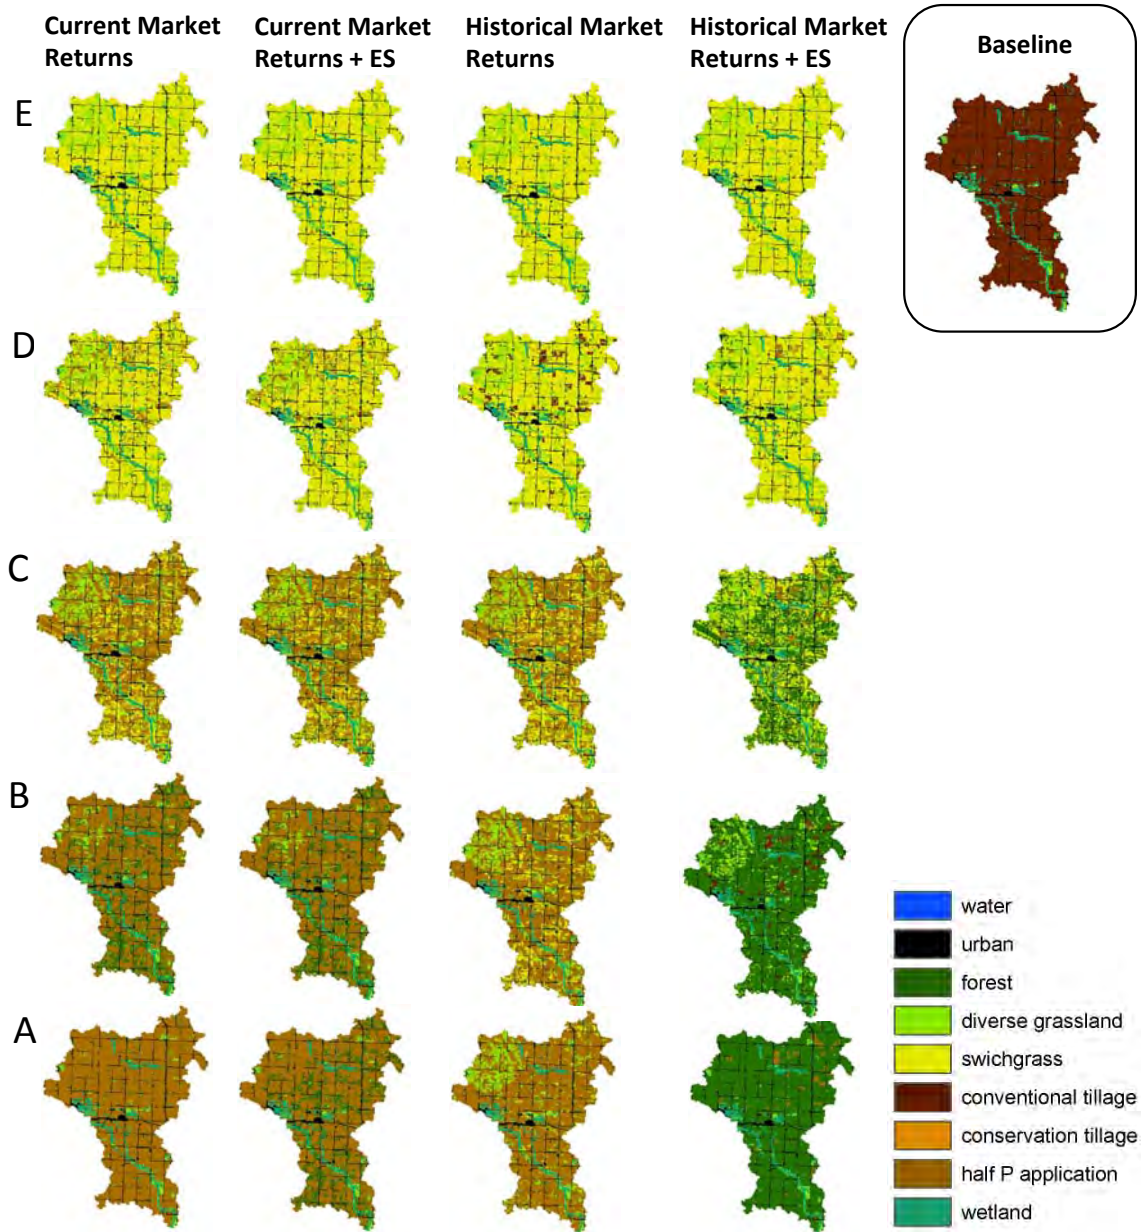 Current Market
Returns
Current Market
Returns + ES
Historical Market
Returns
Historical Market
Returns + ES
Baseline
E
D
C
B
A
water
urban
forest
diverse grassland
swichgrass
conventional tillage
conservation tillage
half P application
wetland